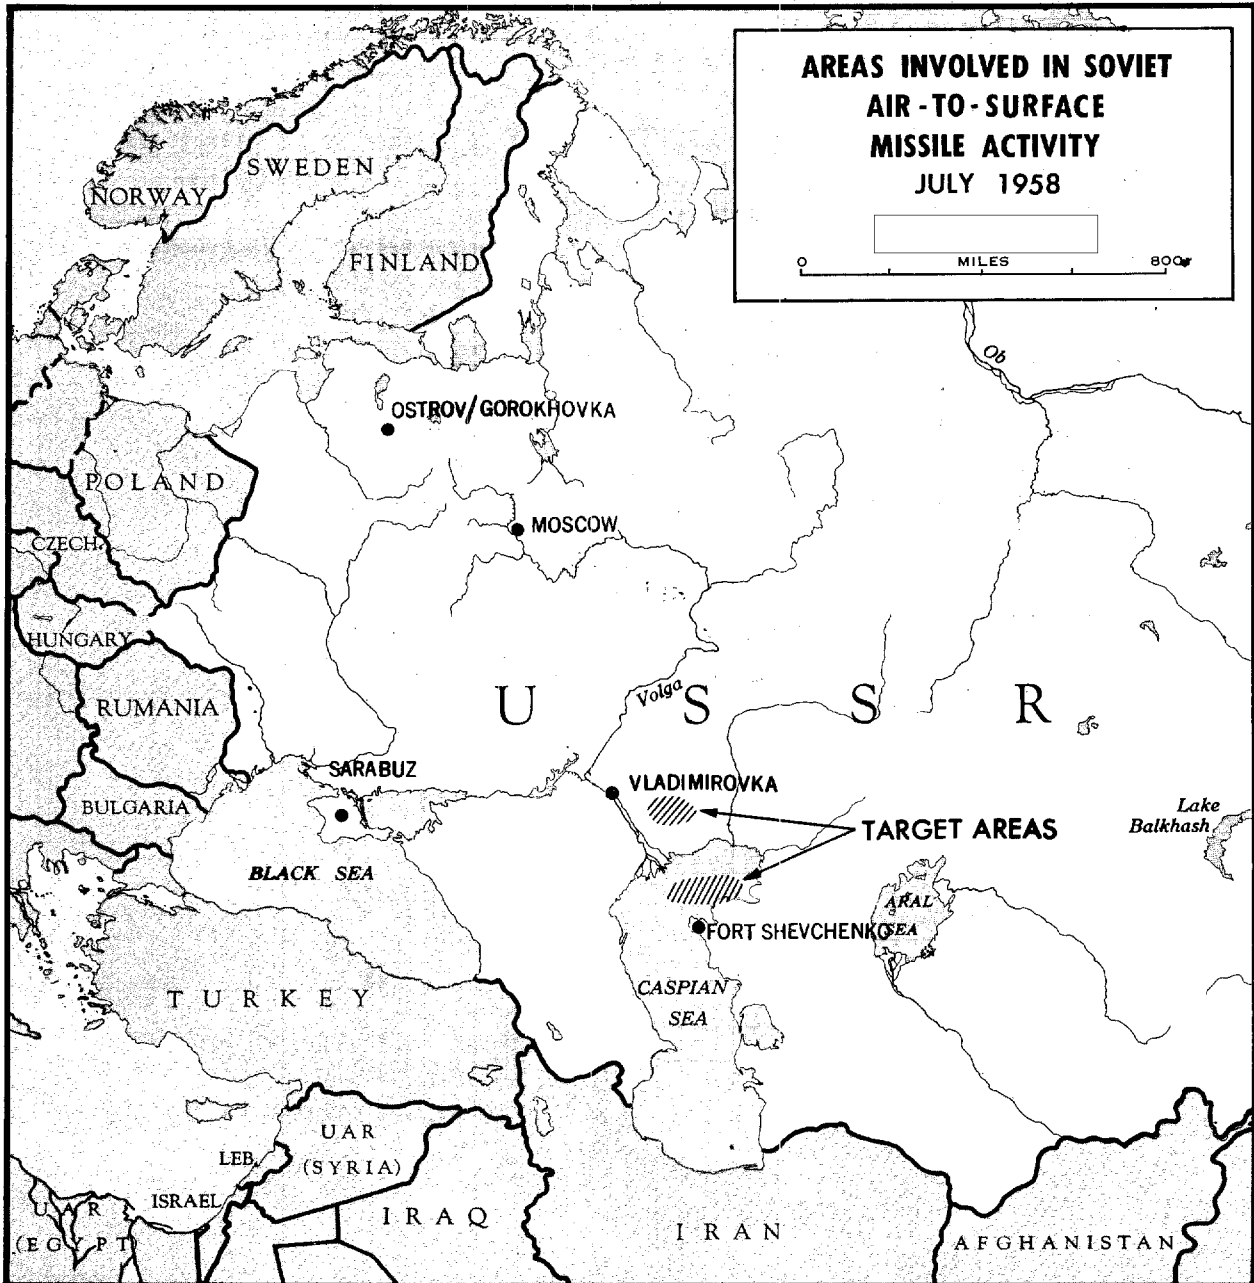 AREAS INVOLVED IN SOVIET
AIR-TO-SURFACE
MISSILE ACTIVITY
JULY 1958
0 MILES 800
NORWAY
SWEDEN
FINLAND
Ob
OSTROV/GOROKHOVKA
POLAND
MOSCOW
CZECH.
HUNGARY
RUMANIA
Volga
U S S R
SARABUZ
VLADIMIROVKA
BULGARIA
Lake
Balkhash
TARGET AREAS
BLACK SEA
ARAL
SEA
FORT SHEVCHENKO
CASPIAN
SEA
TURKEY
UAR
(SYRIA)
LEB.
ISRAEL
UAR
(EGYPT)
IRAQ
IRAN
AFGHANISTAN